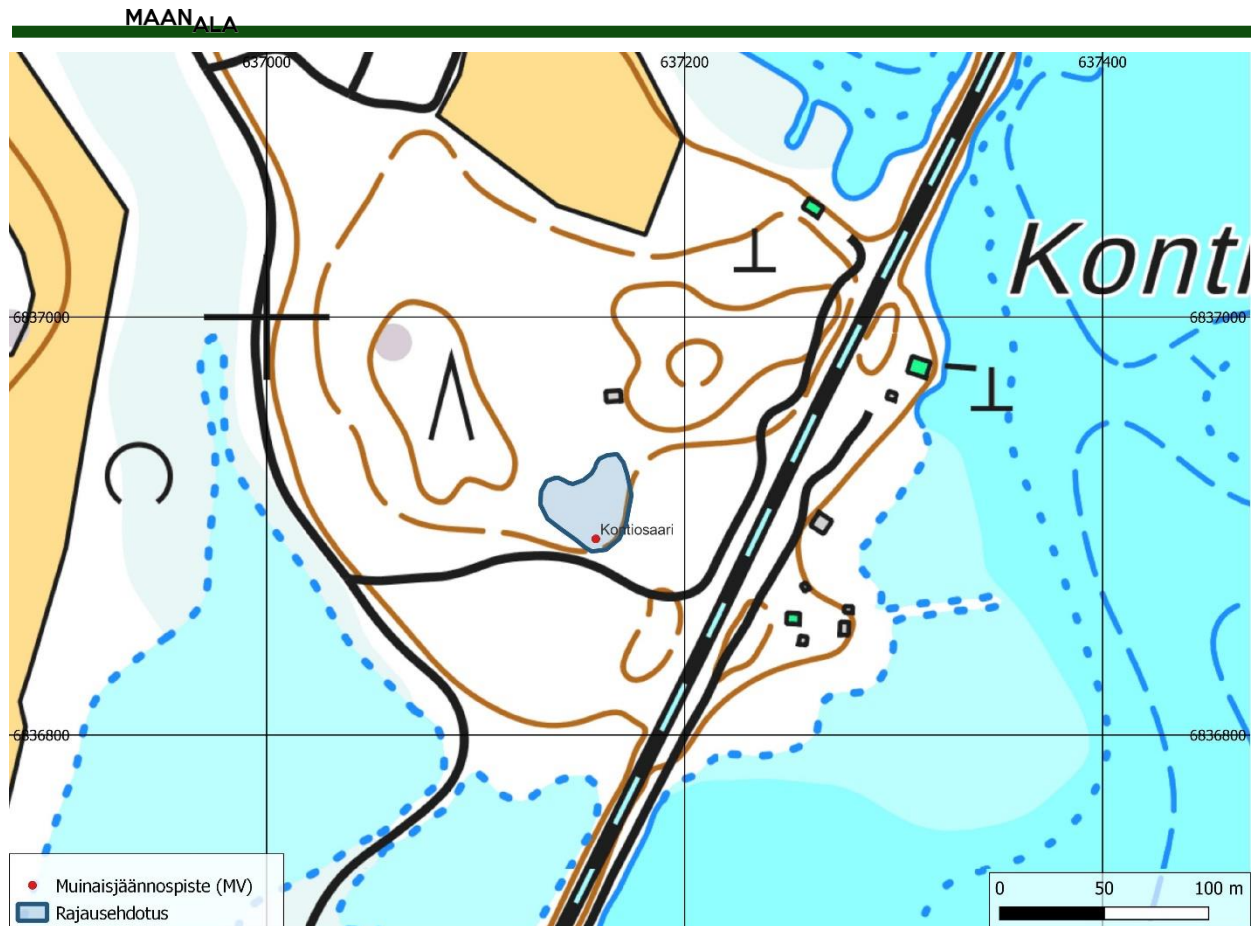 MAANALA
637000 637200 637400
Konti
6837000 6837000
Kontiosaari
6836800 6836800
Muinaisjäännöspiste (MV)
Rajausehdotus
0 50 100 m